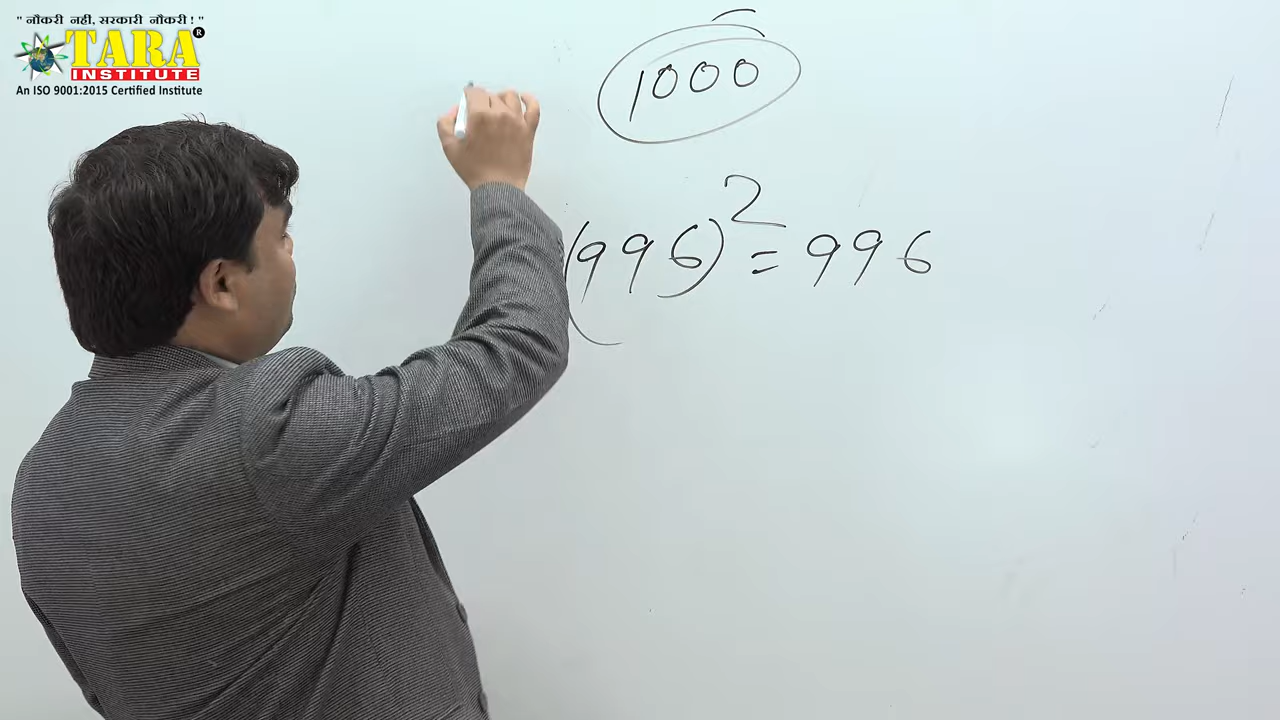 " नौकरी नहीं, सरकारी नौकरी ! "
TARA ®
INSTITUTE
An ISO 9001:2015 Certified Institute
1000
(996)² = 996